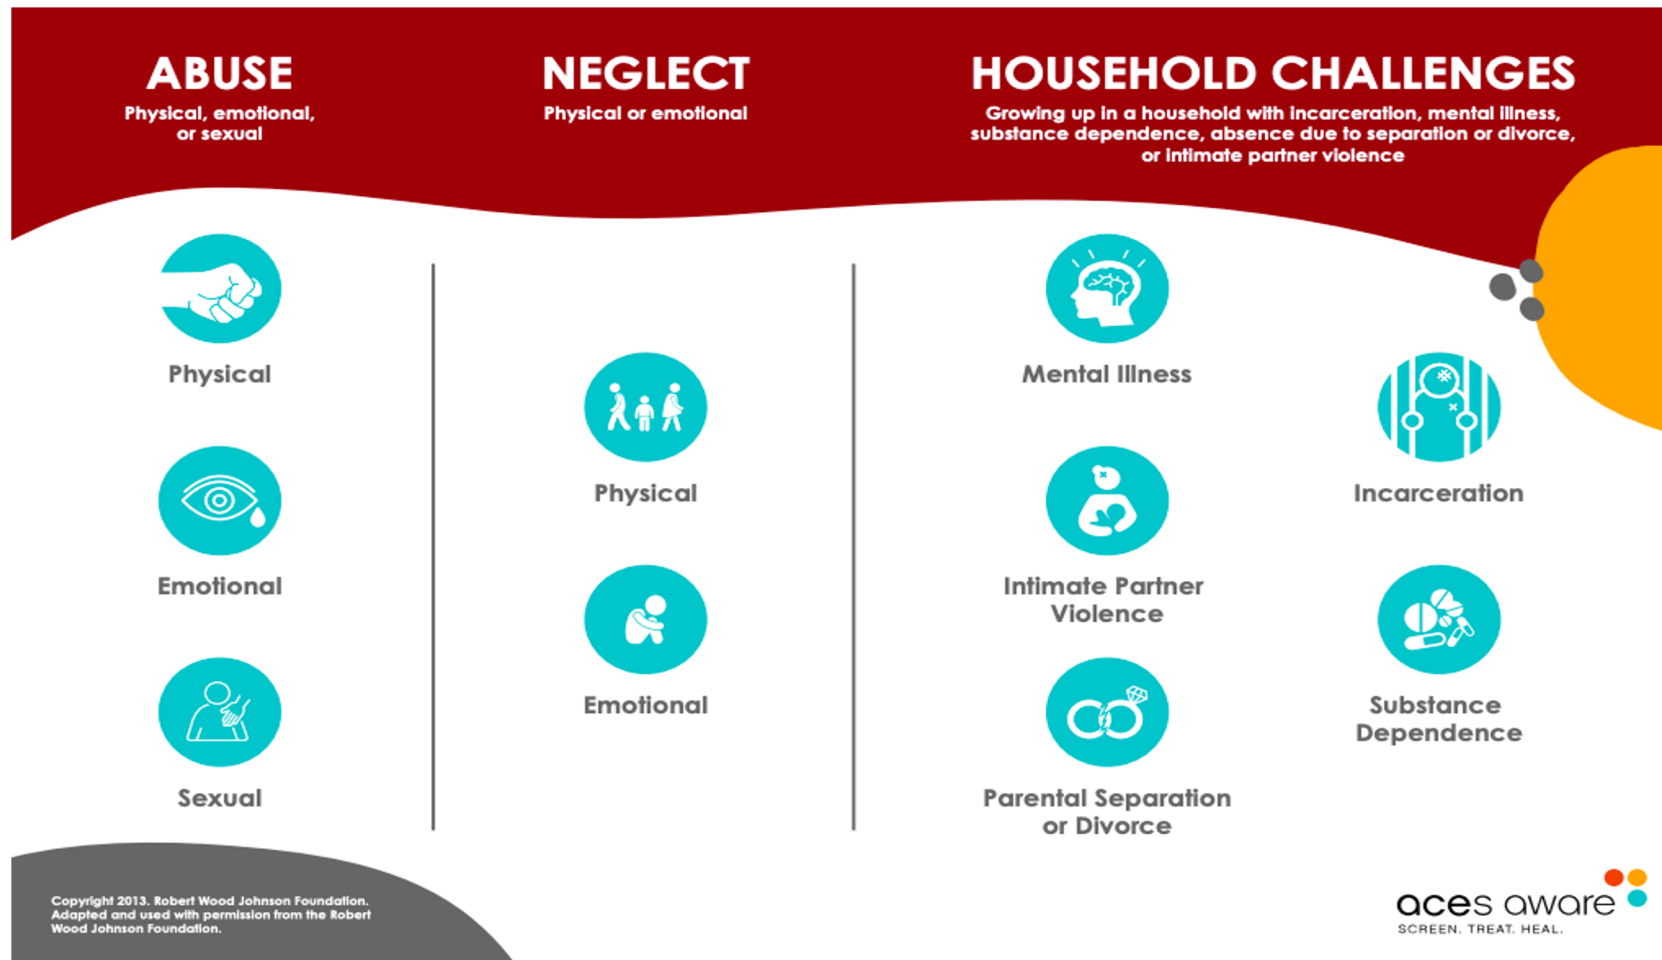 ABUSE
Physical, emotional,
or sexual
NEGLECT
Physical or emotional
HOUSEHOLD CHALLENGES
Growing up in a household with incarceration, mental illness,
substance dependence, absence due to separation or divorce,
or intimate partner violence
Physical
Emotional
Sexual
Physical
Emotional
Mental Illness
Intimate Partner
Violence
Parental Separation
or Divorce
Incarceration
Substance
Dependence
Copyright 2013. Robert Wood Johnson Foundation.
Adapted and used with permission from the Robert
Wood Johnson Foundation.
aces aware
SCREEN. TREAT. HEAL.